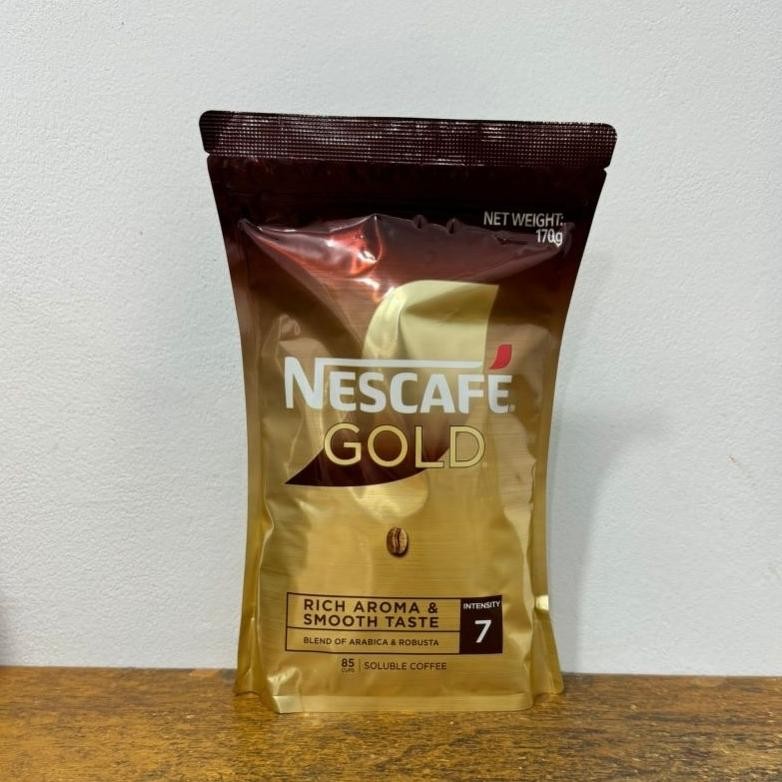 NET WEIGHT:
170g
NESCAFÉ®
GOLD
RICH AROMA &
SMOOTH TASTE
BLEND OF ARABICA & ROBUSTA
INTENSITY
7
85
CUPS
SOLUBLE COFFEE